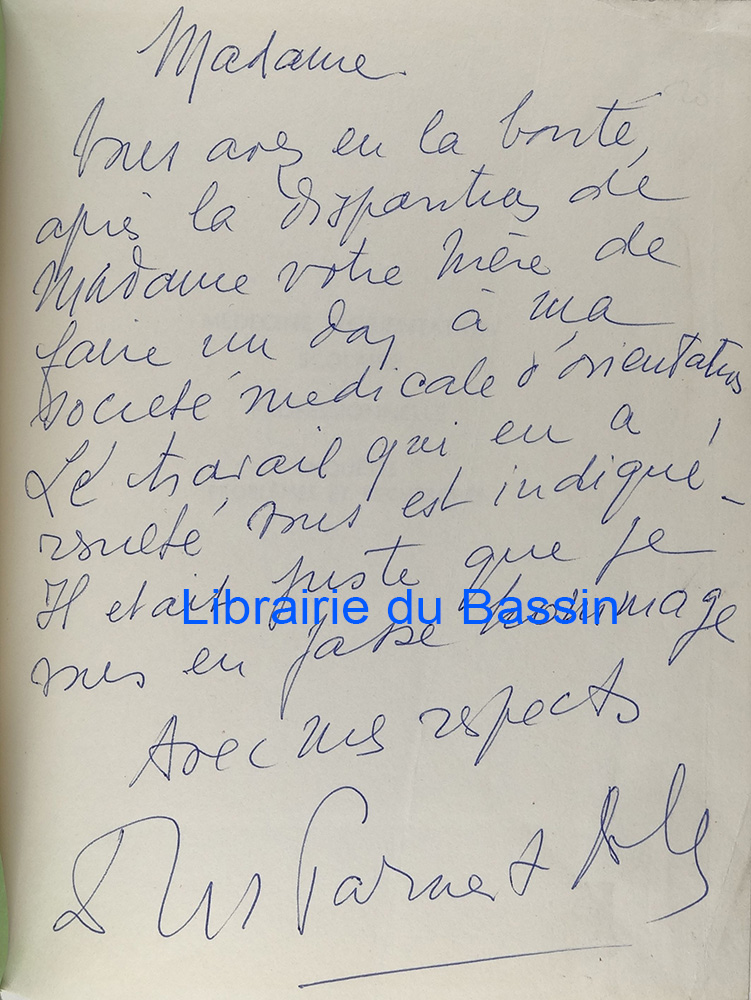 Madame.
Vous avez eu la bonté,
après la disparition de
Madame votre Mère de
faire un don à ma
société médicale d'orientation
Le travail qui en a
résulté vous est indiqué -
Il était juste que je
Librairie du Bassin
vous en fasse hommage
Avec mes respects